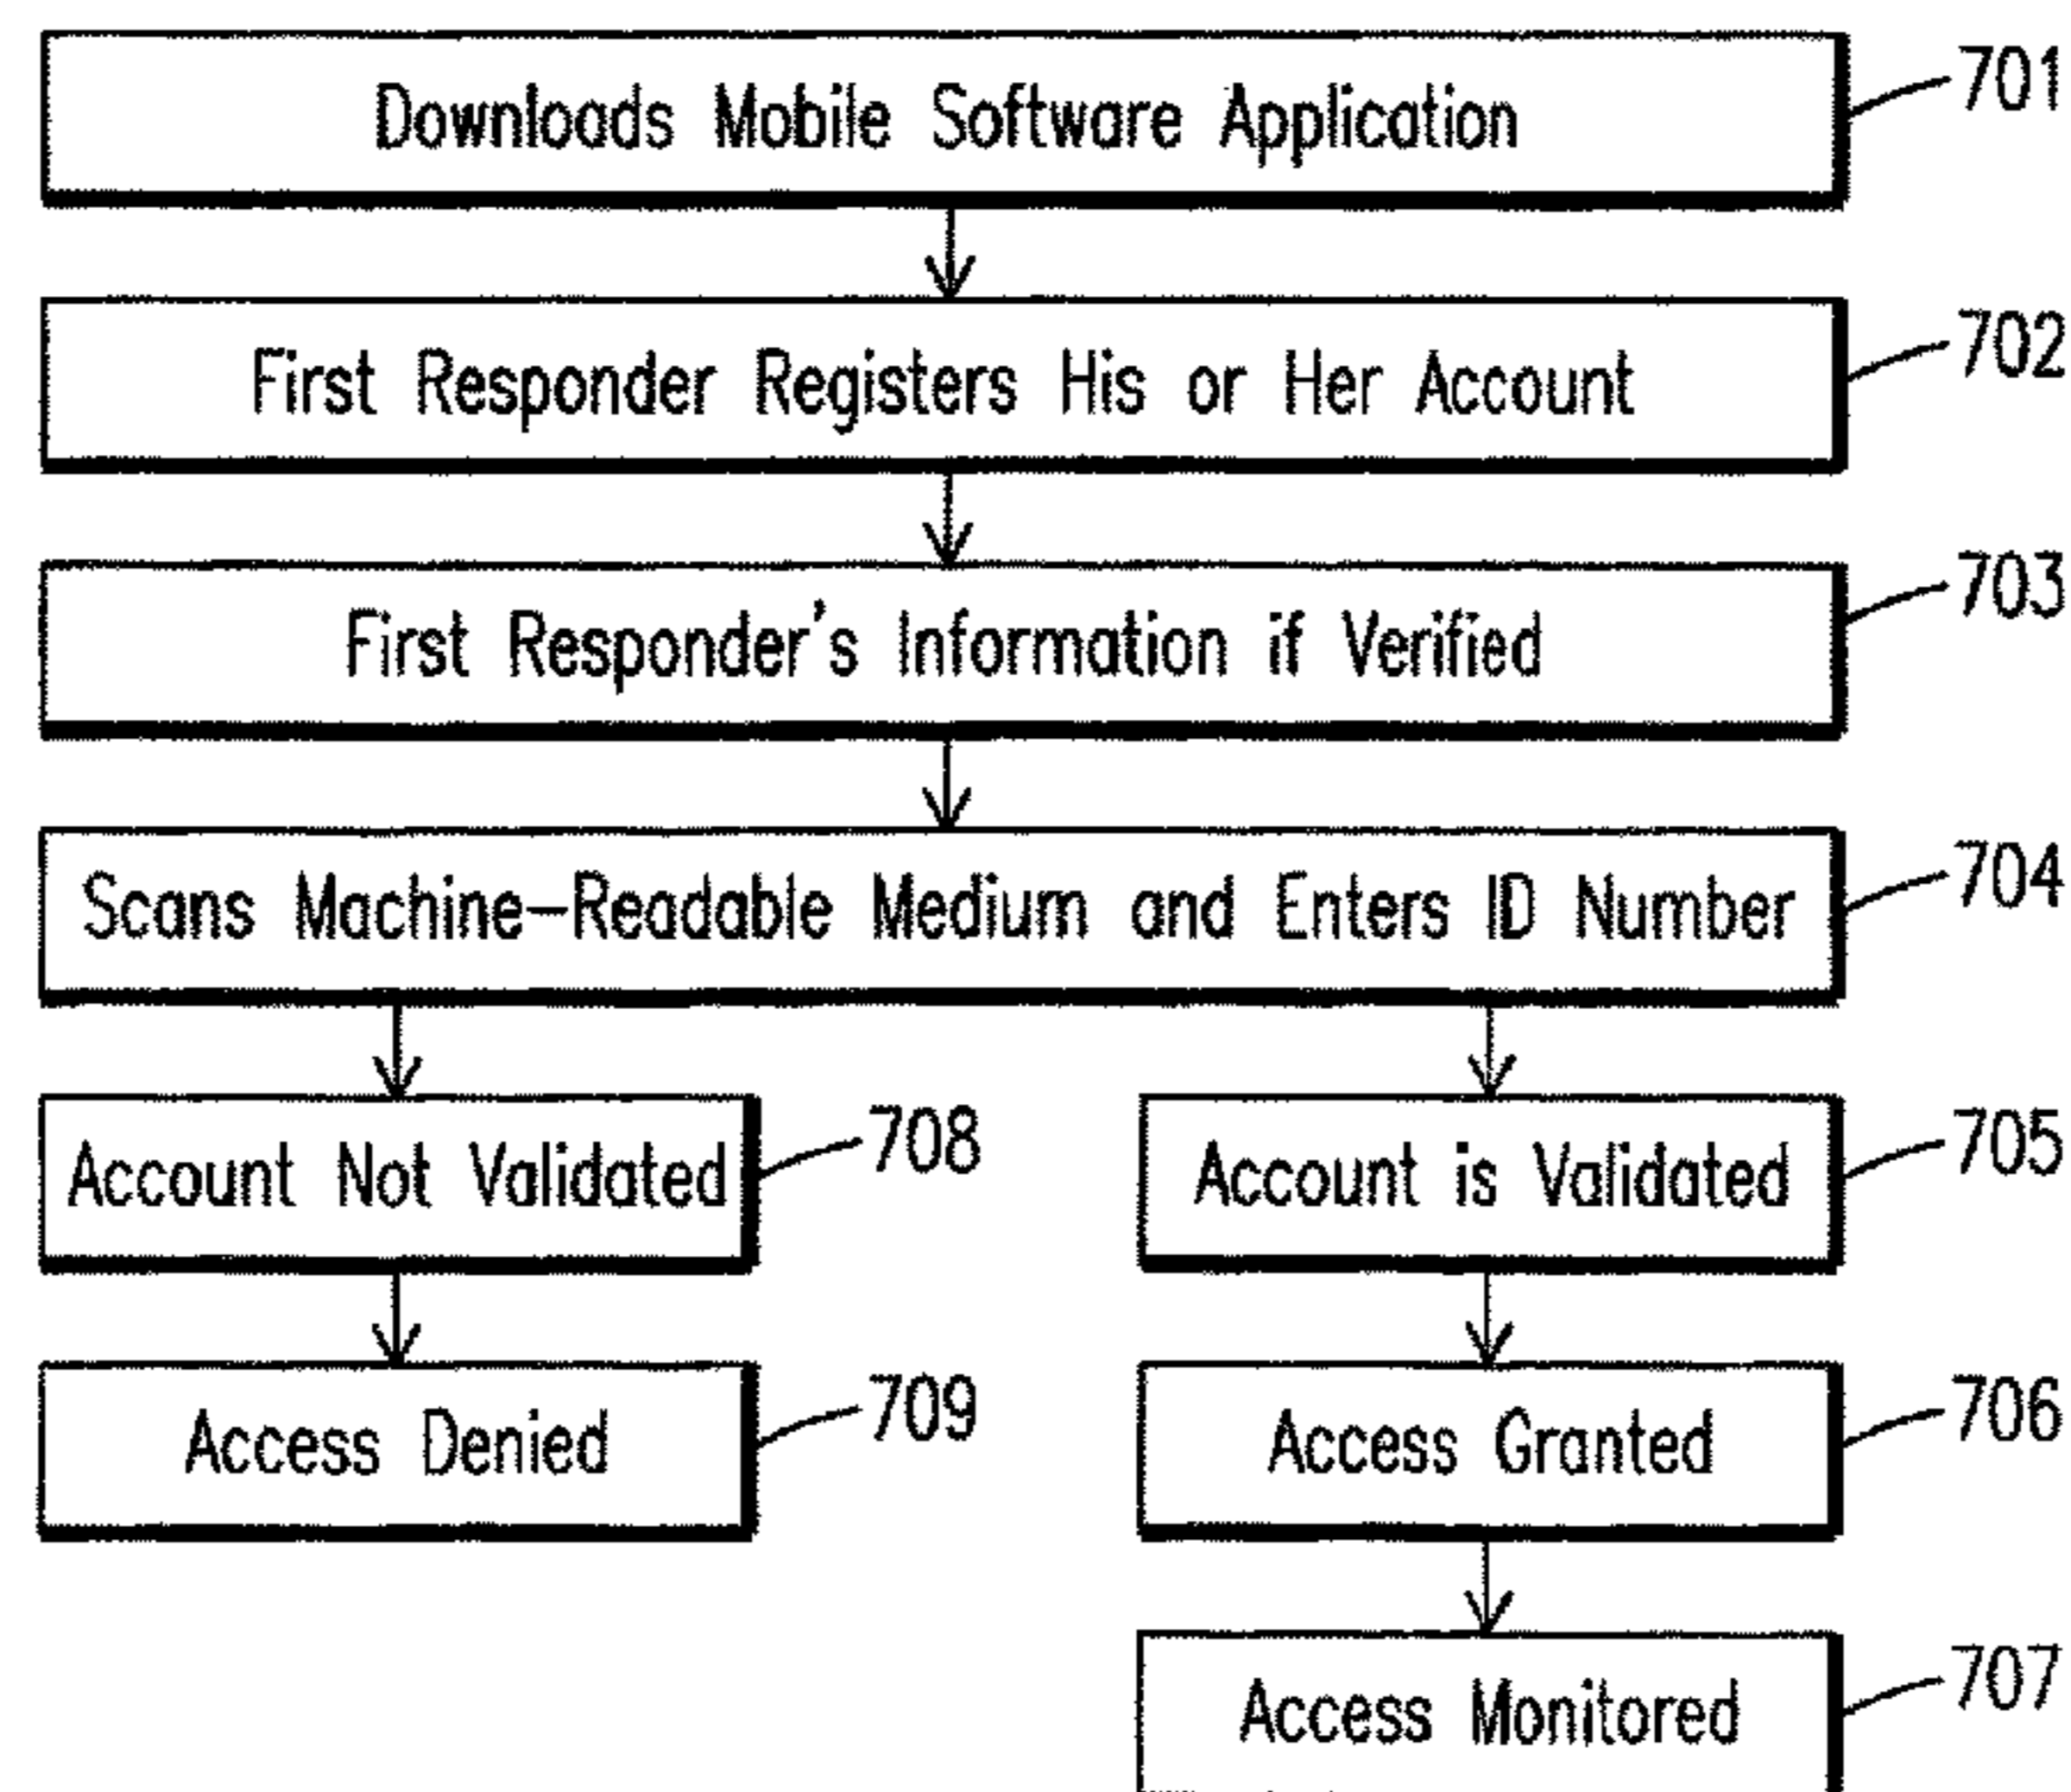 Downloads Mobile Software Application
701
First Responder Registers His or Her Account
702
First Responder's Information if Verified
703
Scans Machine-Readable Medium and Enters ID Number
704
Account Not Validated
708
Account is Validated
705
Access Denied
709
Access Granted
706
Access Monitored
707